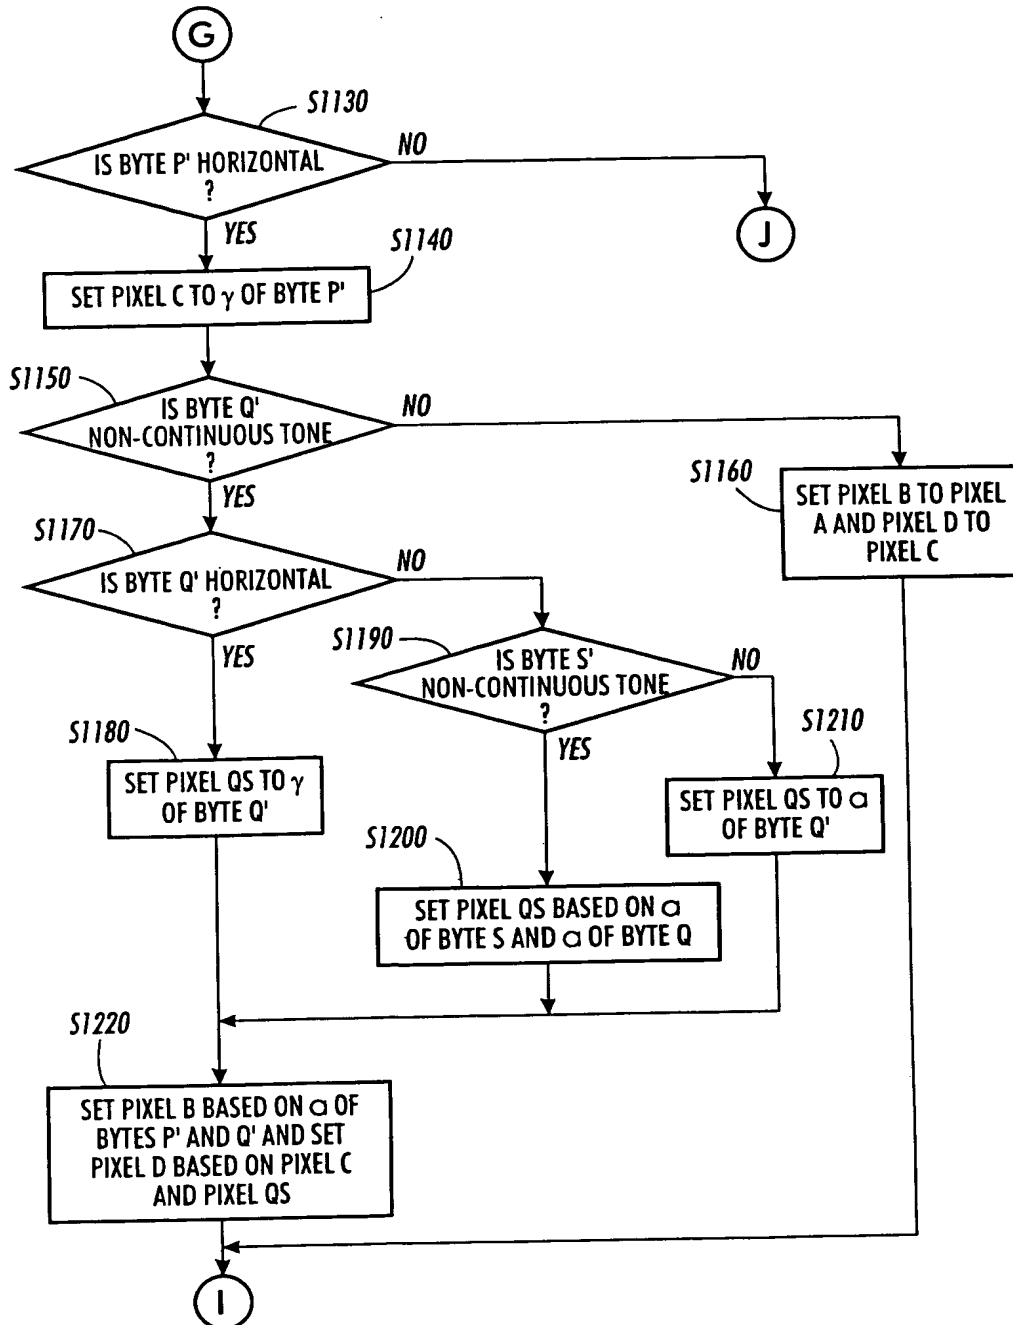 G
S1130
IS BYTE P' HORIZONTAL
?
NO
YES
J
S1140
SET PIXEL C TO γ OF BYTE P'
S1150
IS BYTE Q'
NON-CONTINUOUS TONE
?
NO
YES
S1160
SET PIXEL B TO PIXEL
A AND PIXEL D TO
PIXEL C
S1170
IS BYTE Q' HORIZONTAL
?
NO
YES
S1190
IS BYTE S'
NON-CONTINUOUS TONE
?
NO
YES
S1180
SET PIXEL QS TO γ
OF BYTE Q'
S1210
SET PIXEL QS TO α
OF BYTE Q'
S1200
SET PIXEL QS BASED ON α
OF BYTE S AND α OF BYTE Q
S1220
SET PIXEL B BASED ON α OF
BYTES P' AND Q' AND SET
PIXEL D BASED ON PIXEL C
AND PIXEL QS
I